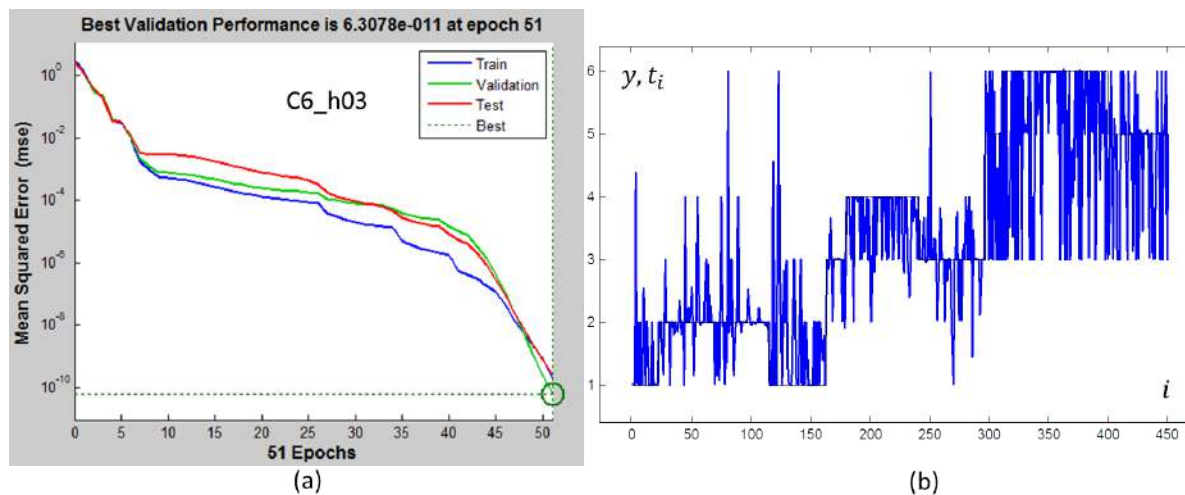 Best Validation Performance is 6.3078e-011 at epoch 51
Mean Squared Error (mse)
10^0
10^-2
10^-4
10^-6
10^-8
10^-10
C6_h03
Train
Validation
Test
Best
0 5 10 15 20 25 30 35 40 45 50
51 Epochs
(a)
y, t_i
6
5
4
3
2
1
i
0 50 100 150 200 250 300 350 400 450
(b)